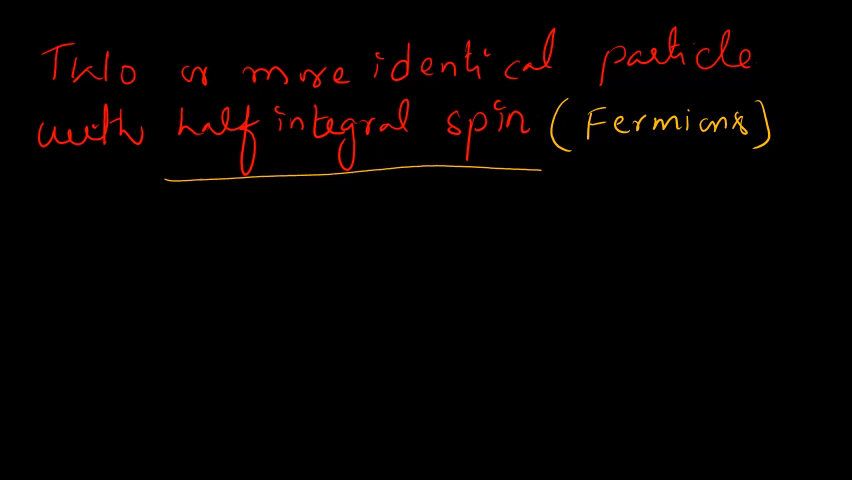 Two or more identical particle
with half integral spin (Fermions)